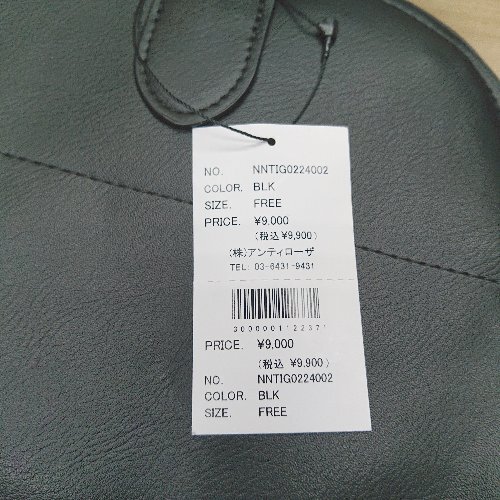 NO. NNTIG0224002
COLOR. BLK
SIZE. FREE
PRICE. ¥9,000
(税込 ¥9,900)
(株)アンティローザ
TEL: 03-6431-9431
3000001122371
PRICE. ¥9,000
(税込 ¥9,900)
NO. NNTIG0224002
COLOR. BLK
SIZE. FREE